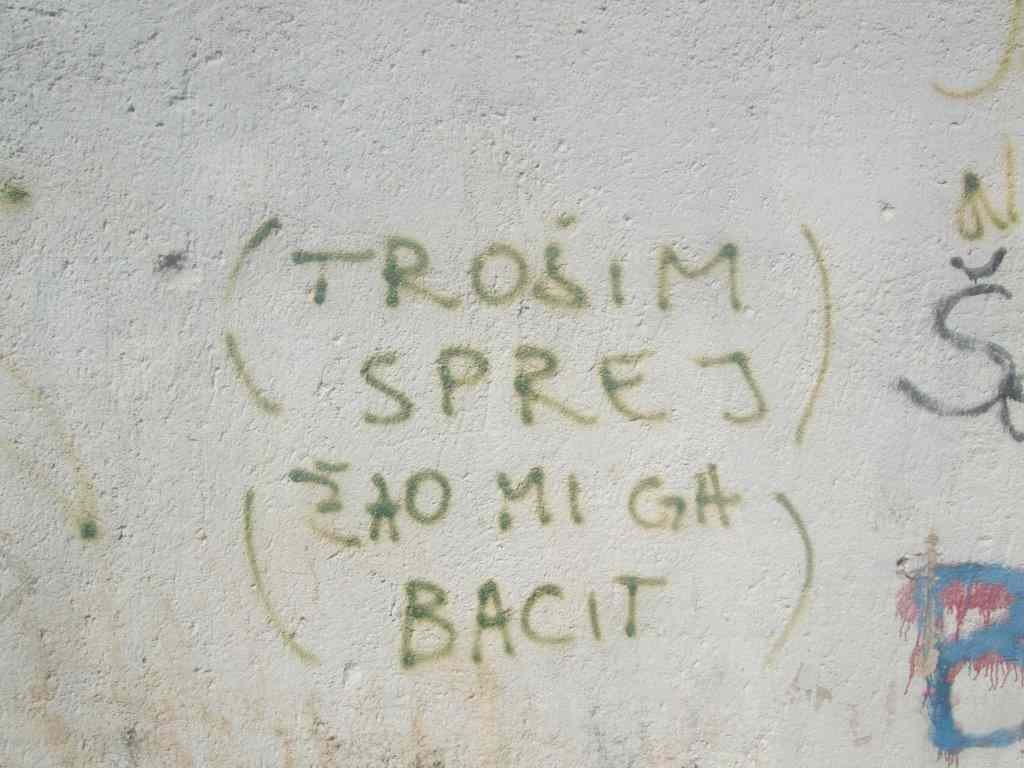 (TROŠIM
SPREJ)
(ŽAO MI GA
BACIT)